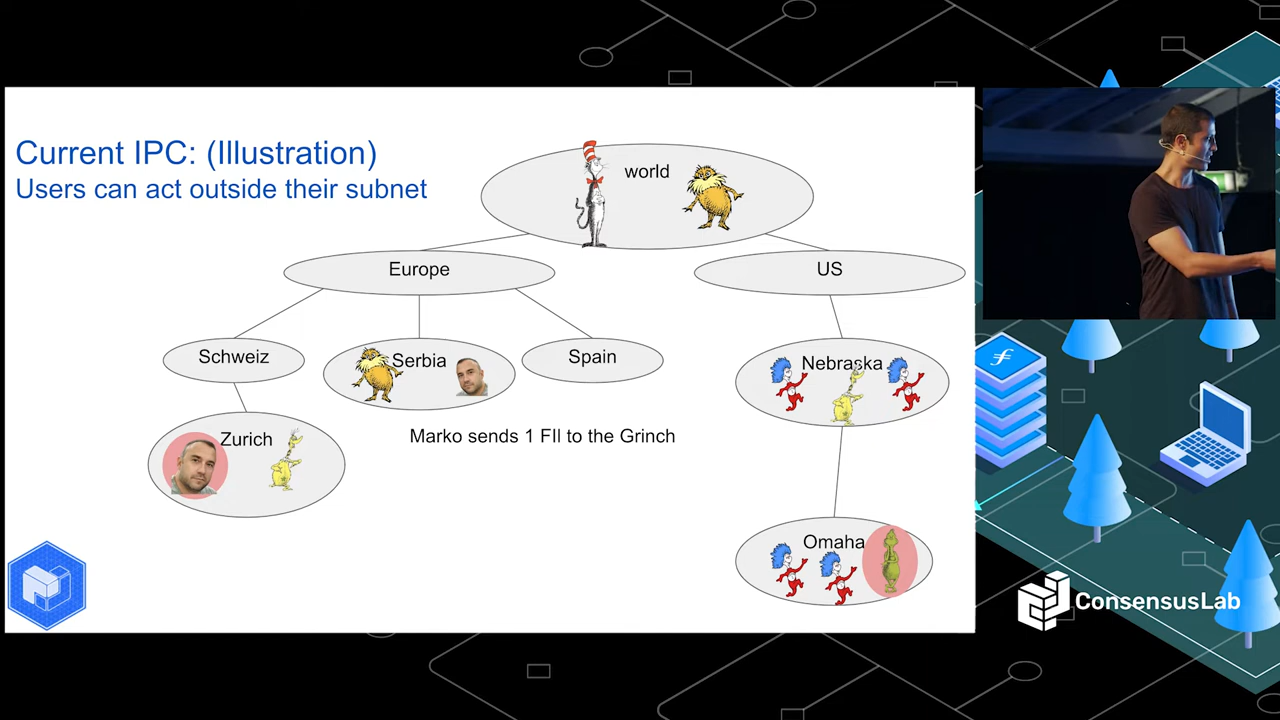 Current IPC: (Illustration)
Users can act outside their subnet
world
Europe
US
Schweiz
Serbia
Spain
Nebraska
Zurich
Marko sends 1 FIl to the Grinch
Omaha
ConsensusLab